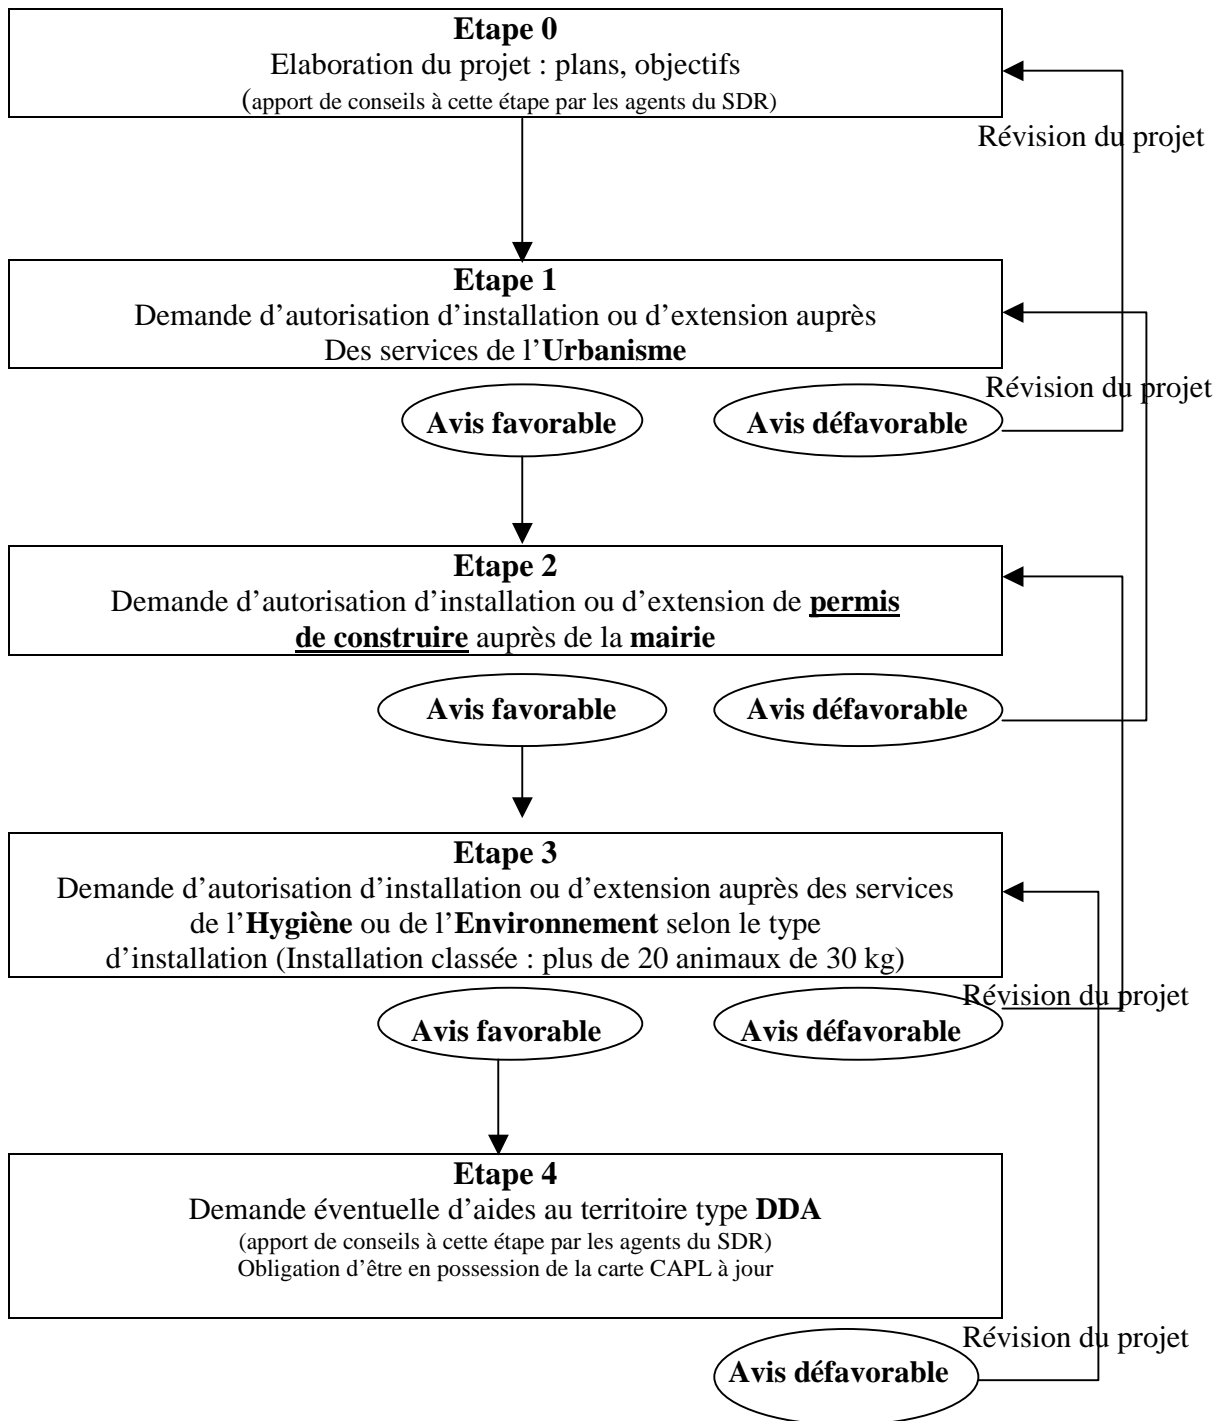 Etape 0
Elaboration du projet : plans, objectifs
(apport de conseils à cette étape par les agents du SDR)
Révision du projet
Etape 1
Demande d’autorisation d’installation ou d’extension auprès
Des services de l’Urbanisme
Révision du projet
Avis favorable
Avis défavorable
Etape 2
Demande d’autorisation d’installation ou d’extension de permis
de construire auprès de la mairie
Avis favorable
Avis défavorable
Etape 3
Demande d’autorisation d’installation ou d’extension auprès des services
de l’Hygiène ou de l’Environnement selon le type
d’installation (Installation classée : plus de 20 animaux de 30 kg)
Révision du projet
Avis favorable
Avis défavorable
Etape 4
Demande éventuelle d’aides au territoire type DDA
(apport de conseils à cette étape par les agents du SDR)
Obligation d’être en possession de la carte CAPL à jour
Révision du projet
Avis défavorable